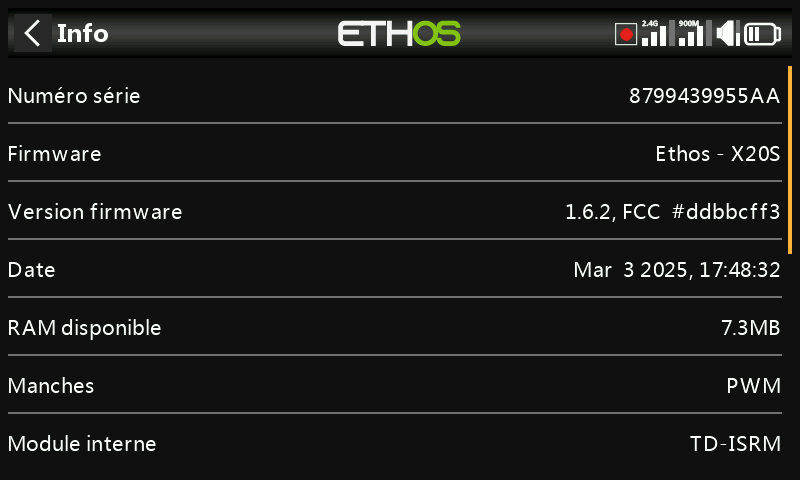 Info
ETHOS
2.4G
900M
Numéro série 8799439955AA
Firmware Ethos - X20S
Version firmware 1.6.2, FCC #ddbbcff3
Date Mar 3 2025, 17:48:32
RAM disponible 7.3MB
Manches PWM
Module interne TD-ISRM